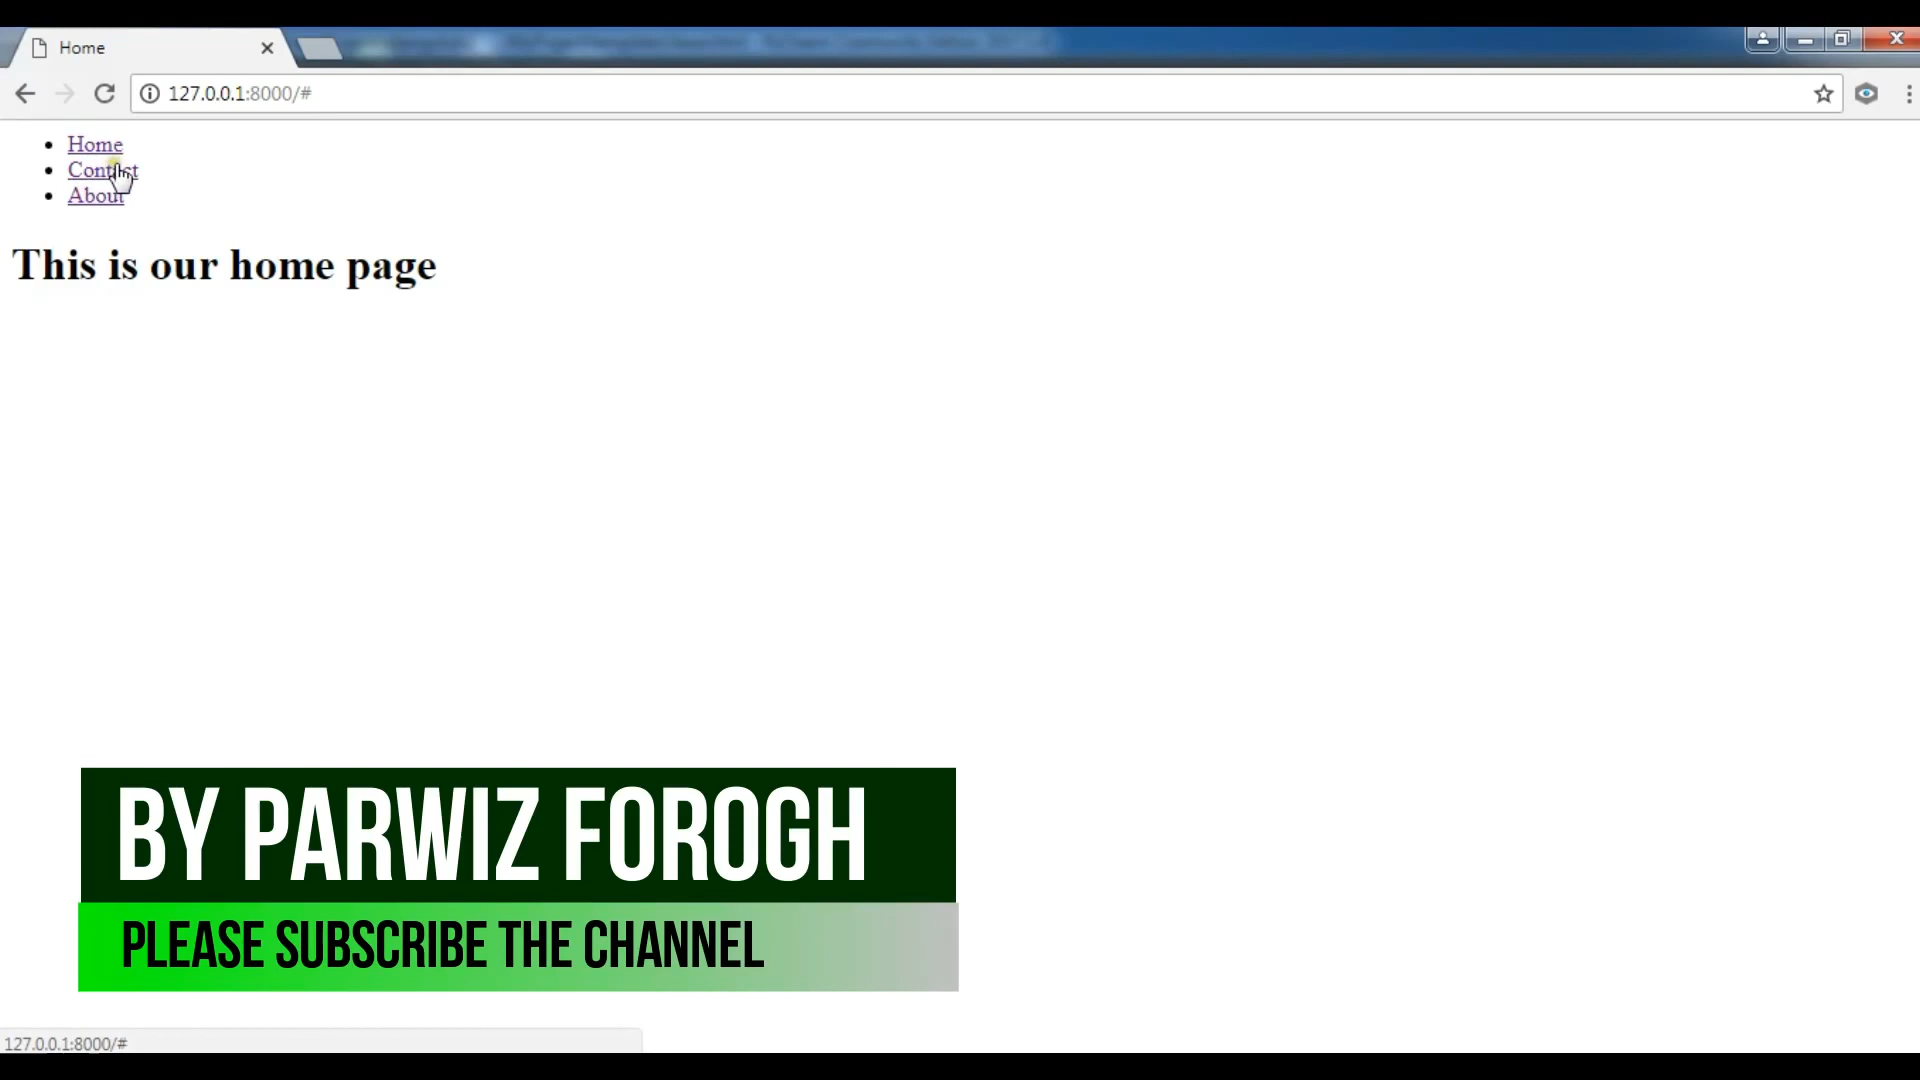 Home
127.0.0.1:8000/#
Home
Contact
About
This is our home page
BY PARWIZ FOROGH
PLEASE SUBSCRIBE THE CHANNEL
127.0.0.1:8000/#